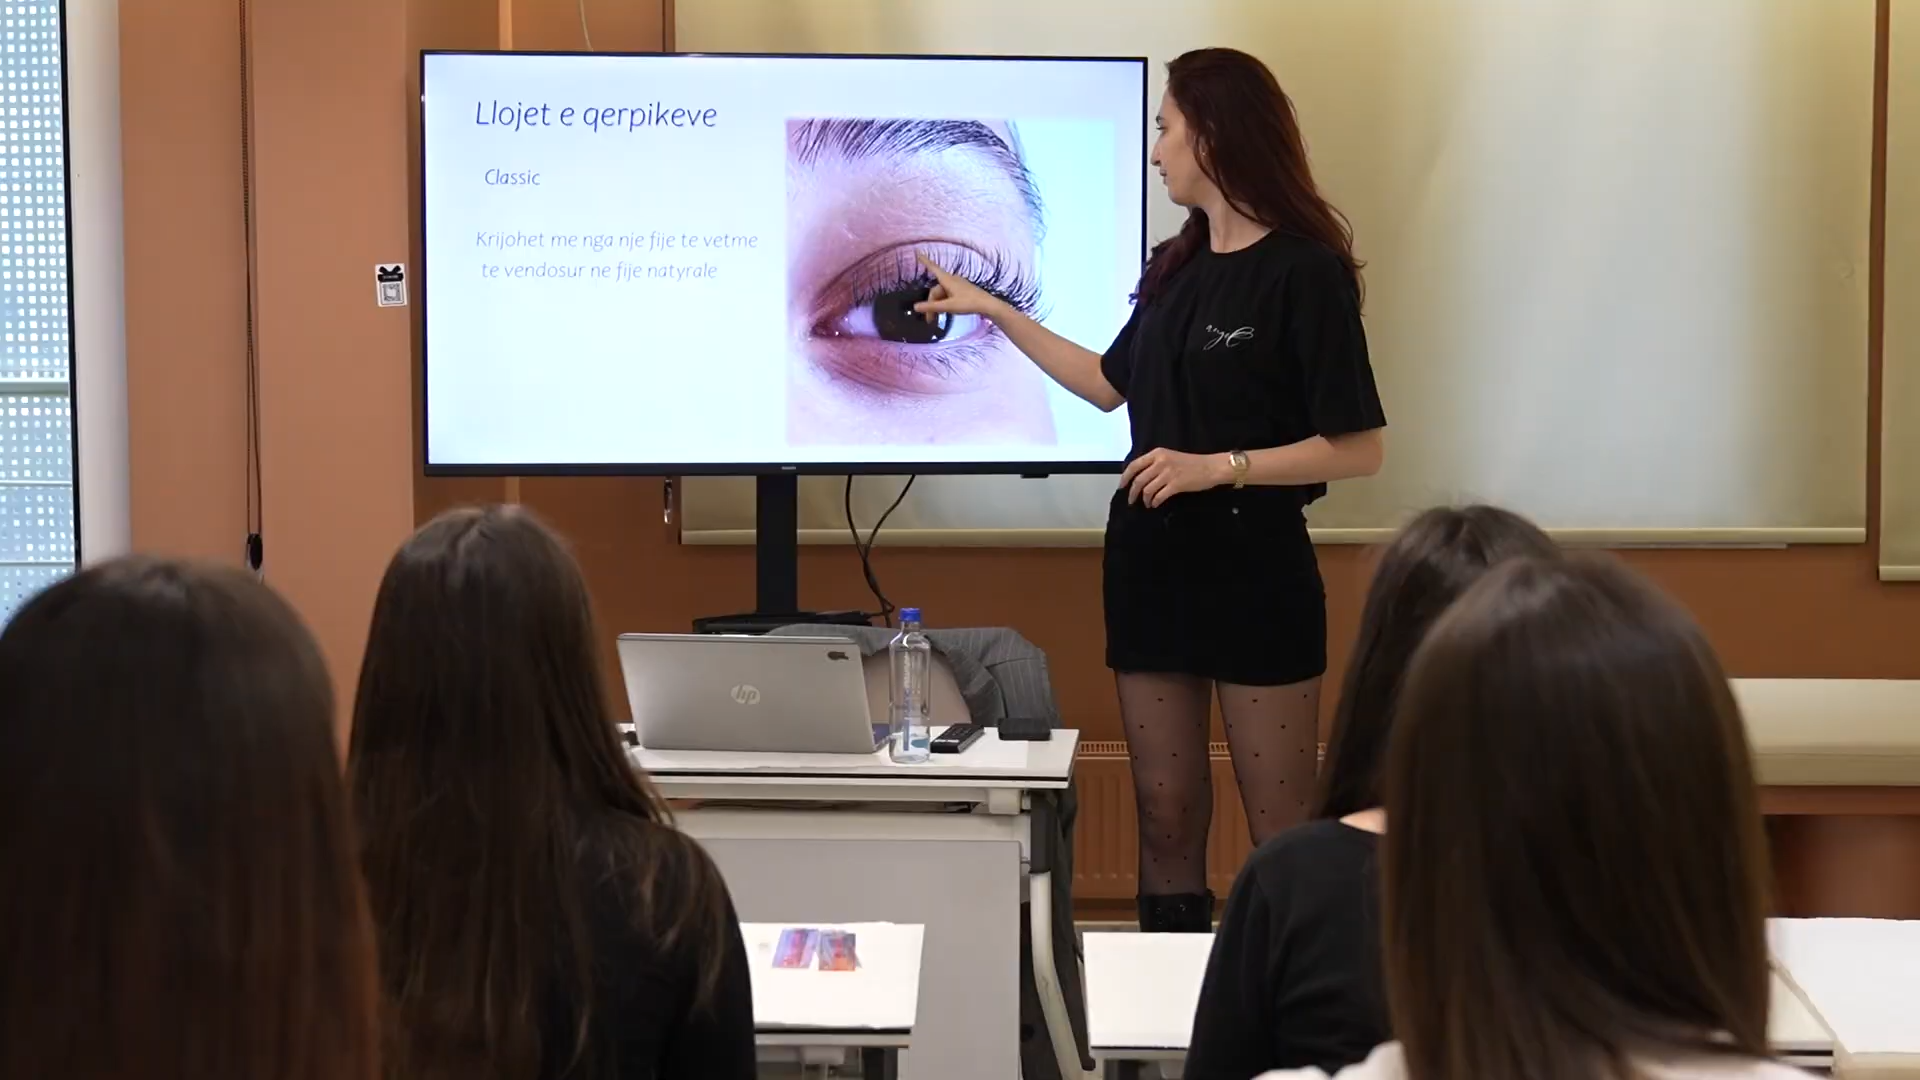 Llojet e qerpikeve
Classic
Krijohet me nga nje fije te vetme
te vendosur ne fije natyrale
hp